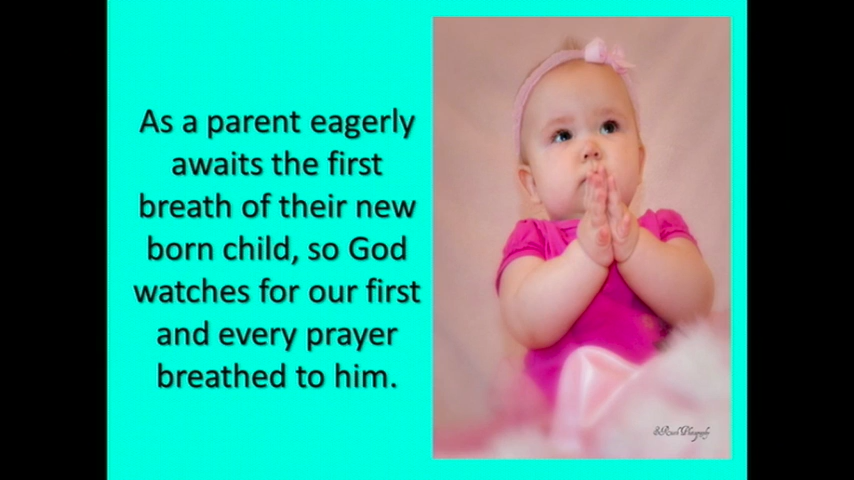 As a parent eagerly
awaits the first
breath of their new
born child, so God
watches for our first
and every prayer
breathed to him.
Photography